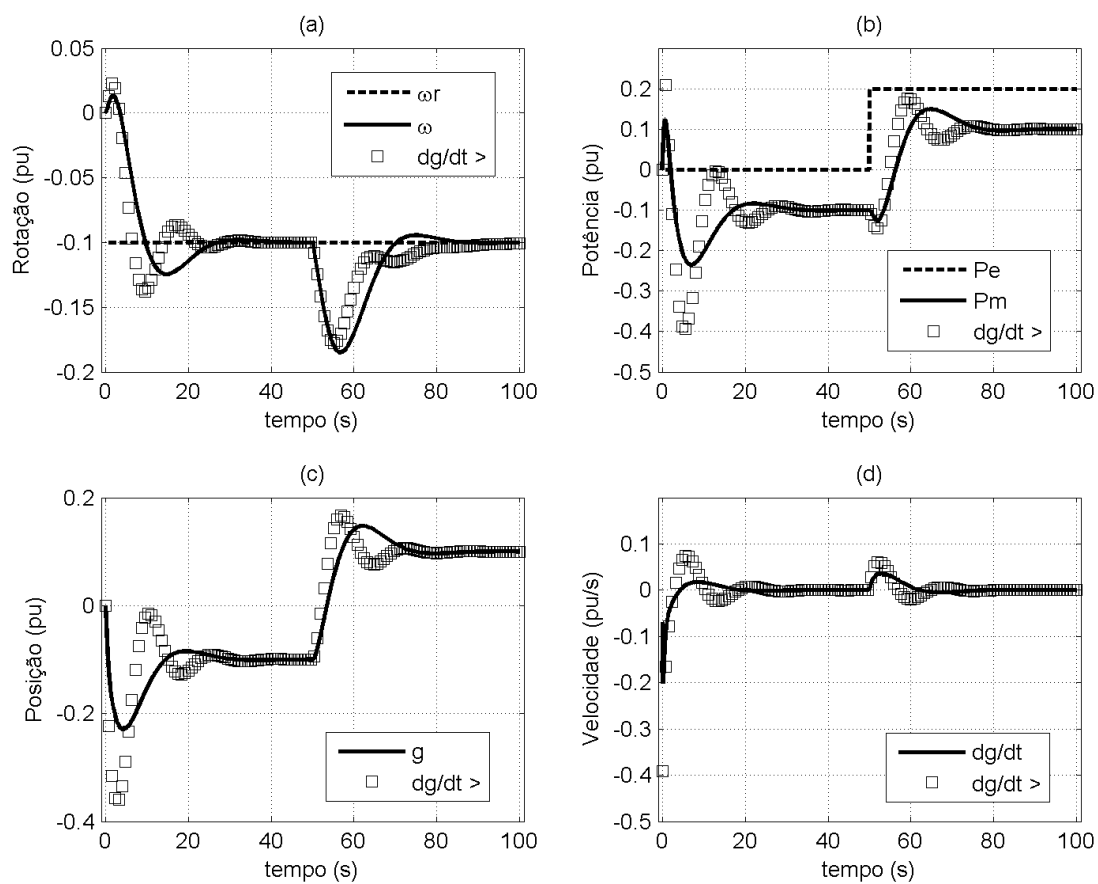 (a)
0.05
0
-0.05
-0.1
-0.15
-0.2
0 20 40 60 80 100
Rotação (pu)
tempo (s)
ωr
ω
dg/dt >
(b)
0.2
0.1
0
-0.1
-0.2
-0.3
-0.4
-0.5
0 20 40 60 80 100
Potência (pu)
tempo (s)
Pe
Pm
dg/dt >
(c)
0.2
0
-0.2
-0.4
0 20 40 60 80 100
Posição (pu)
tempo (s)
g
dg/dt >
(d)
0.1
0
-0.1
-0.2
-0.3
-0.4
-0.5
0 20 40 60 80 100
Velocidade (pu/s)
tempo (s)
dg/dt
dg/dt >